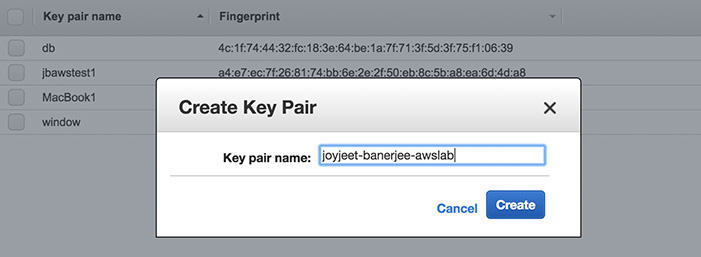 Key pair name Fingerprint
db 4c:1f:74:44:32:fc:18:3e:64:be:1a:7f:71:3f:5d:3f:75:f1:06:39
jbawstest1 a4:e7:ec:7f:26:81:74:bb:6e:2e:2f:50:eb:8c:5b:a8:ea:6d:4d:a8
MacBook1
window
Create Key Pair
Key pair name: joyjeet-banerjee-awslab
Cancel Create